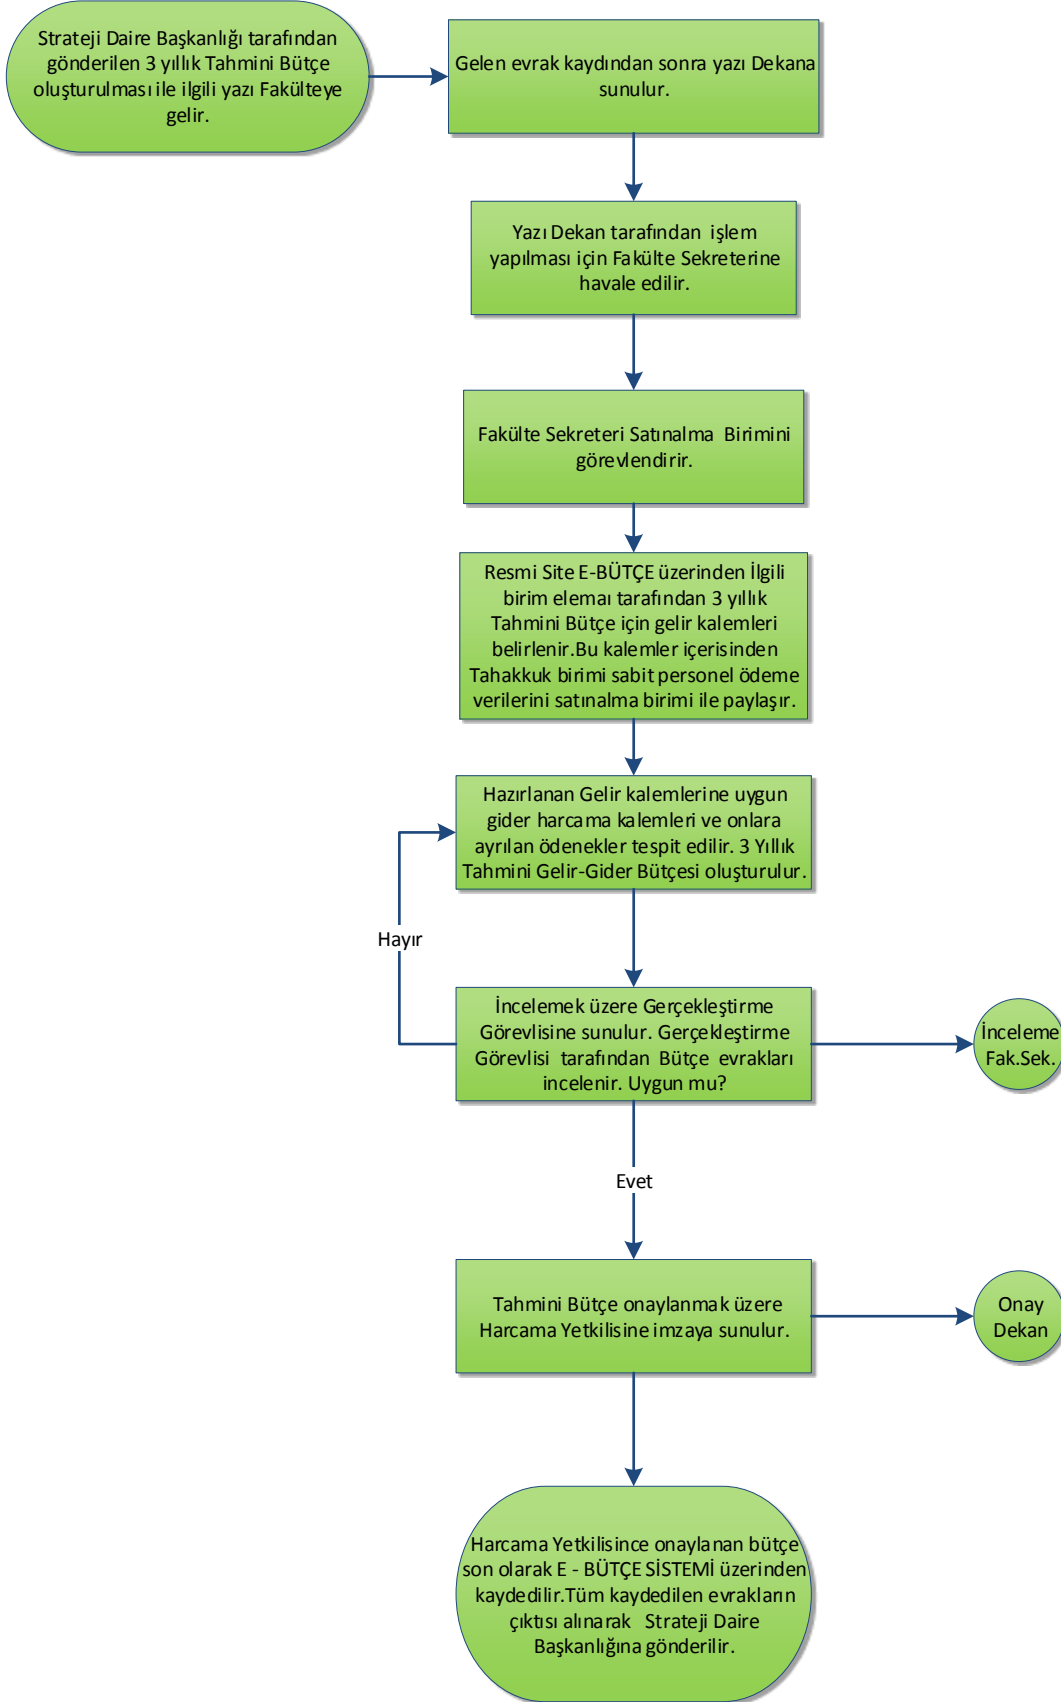 Strateji Daire Başkanlığı tarafından
gönderilen 3 yıllık Tahmini Bütçe
oluşturulması ile ilgili yazı Fakülteye
gelir.
Gelen evrak kaydından sonra yazı Dekana
sunulur.
Yazı Dekan tarafından işlem
yapılması için Fakülte Sekreterine
havale edilir.
Fakülte Sekreteri Satınalma Birimini
görevlendirir.
Resmi Site E-BÜTÇE üzerinden İlgili
birim elemaı tarafından 3 yıllık
Tahmini Bütçe için gelir kalemleri
belirlenir.Bu kalemler içerisinden
Tahakkuk birimi sabit personel ödeme
verilerini satınalma birimi ile paylaşır.
Hazırlanan Gelir kalemlerine uygun
gider harcama kalemleri ve onlara
ayrılan ödenekler tespit edilir. 3 Yıllık
Tahmini Gelir-Gider Bütçesi oluşturulur.
Hayır
İncelemek üzere Gerçekleştirme
Görevlisine sunulur. Gerçekleştirme
Görevlisi tarafından Bütçe evrakları
incelenir. Uygun mu?
İnceleme
Fak.Sek.
Evet
Tahmini Bütçe onaylanmak üzere
Harcama Yetkilisine imzaya sunulur.
Onay
Dekan
Harcama Yetkilisince onaylanan bütçe
son olarak E - BÜTÇE SİSTEMİ üzerinden
kaydedilir.Tüm kaydedilen evrakların
çıktısı alınarak Strateji Daire
Başkanlığına gönderilir.